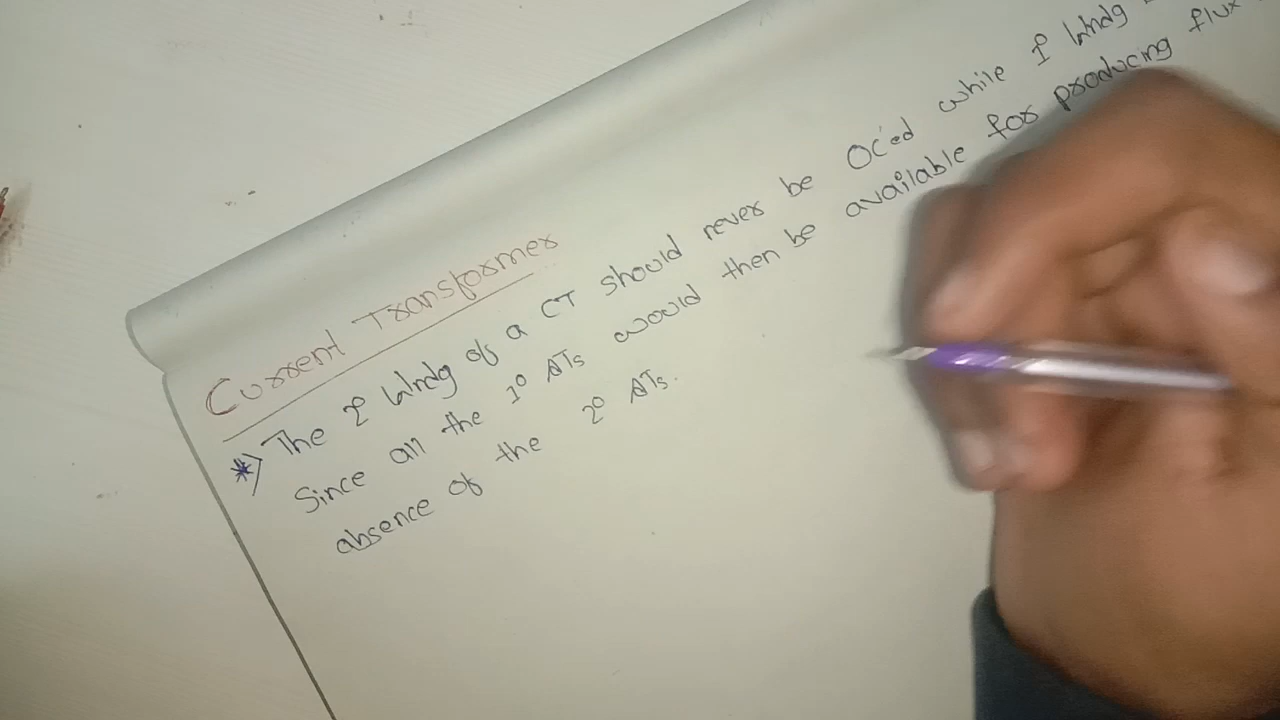 Current Transformer
*) The 2° Wndg of a CT should never be OC'ed while 1° Wndg
Since all the 1° ATs would then be available for producing flux
absence of the 2° ATs.